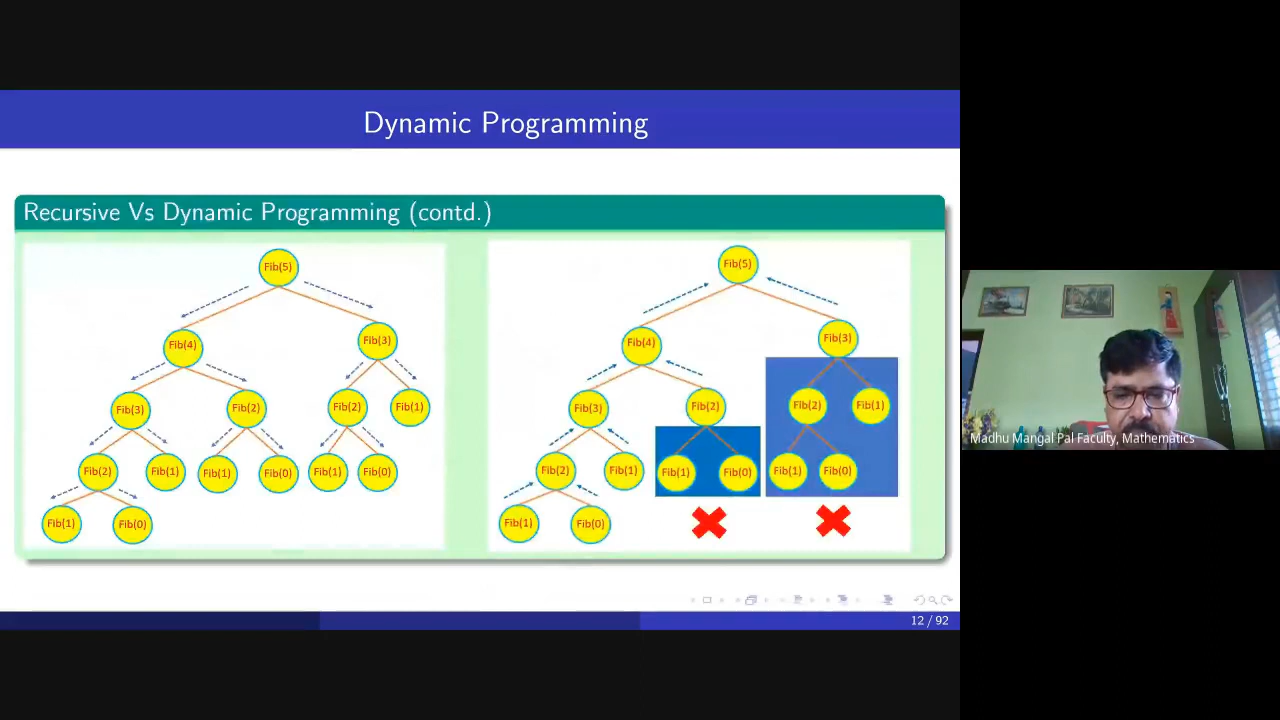 Dynamic Programming
Recursive Vs Dynamic Programming (contd.)
Fib(5)
Fib(4)
Fib(3)
Fib(3)
Fib(2)
Fib(2)
Fib(1)
Fib(2)
Fib(1)
Fib(1)
Fib(0)
Fib(1)
Fib(0)
Fib(1)
Fib(0)
Fib(5)
Fib(4)
Fib(3)
Fib(3)
Fib(2)
Fib(2)
Fib(1)
Fib(2)
Fib(1)
Fib(1)
Fib(0)
Fib(1)
Fib(0)
Fib(1)
Fib(0)
Madhu Mangal Pal Faculty, Mathematics
12 / 92